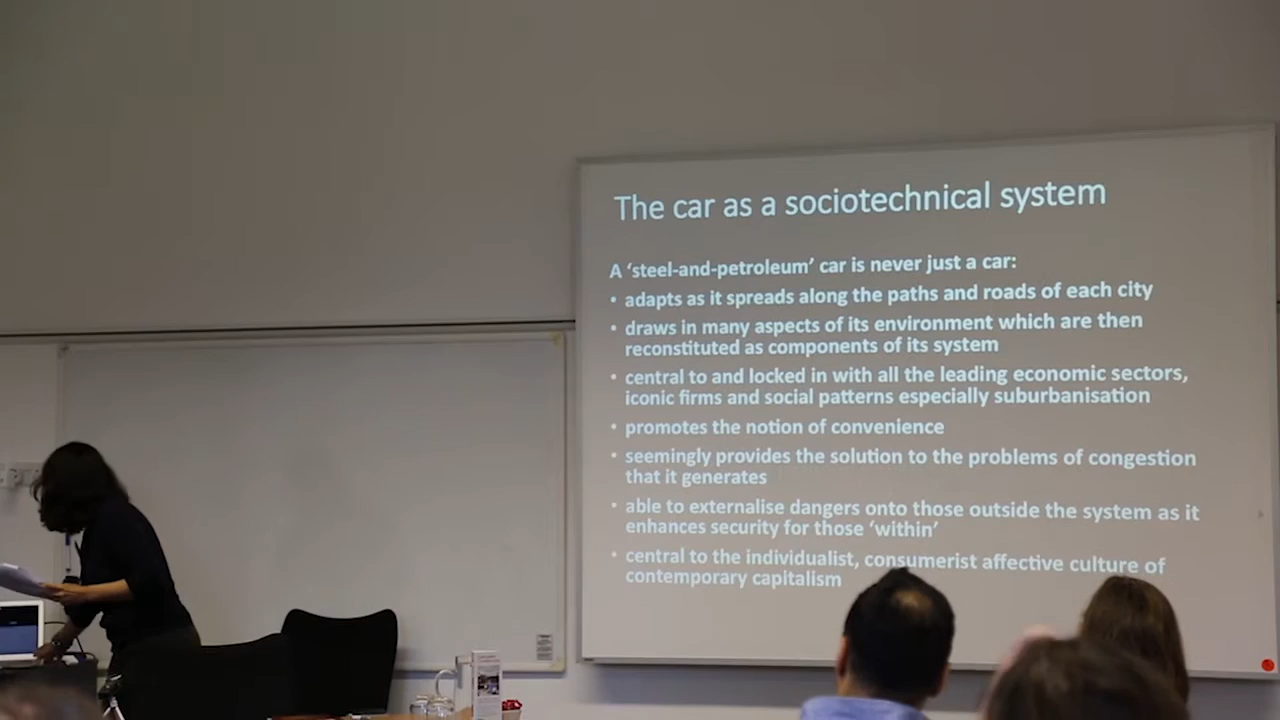 The car as a sociotechnical system
A ‘steel-and-petroleum’ car is never just a car:
• adapts as it spreads along the paths and roads of each city
• draws in many aspects of its environment which are then
reconstituted as components of its system
• central to and locked in with all the leading economic sectors,
iconic firms and social patterns especially suburbanisation
• promotes the notion of convenience
• seemingly provides the solution to the problems of congestion
that it generates
• able to externalise dangers onto those outside the system as it
enhances security for those ‘within’
• central to the individualist, consumerist affective culture of
contemporary capitalism